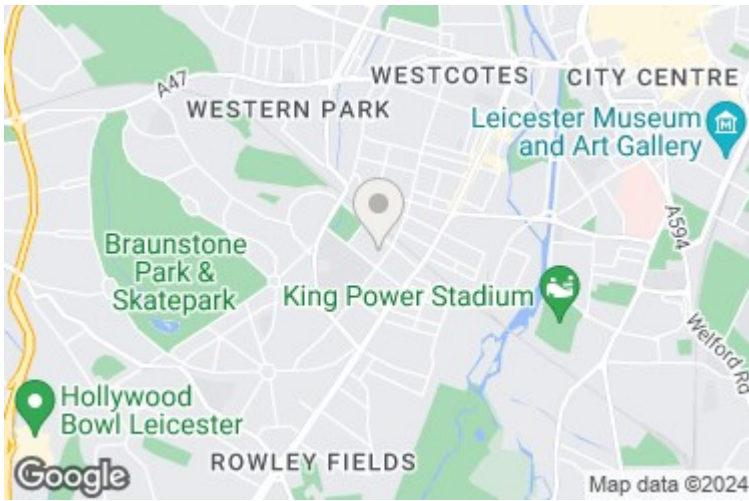 A47
WESTCOTES
CITY CENTRE
WESTERN PARK
Leicester Museum
and Art Gallery
M
A594
Braunstone
Park &
Skatepark
King Power Stadium
Welford Rd
Hollywood
Bowl Leicester
ROWLEY FIELDS
Google
Map data ©2024